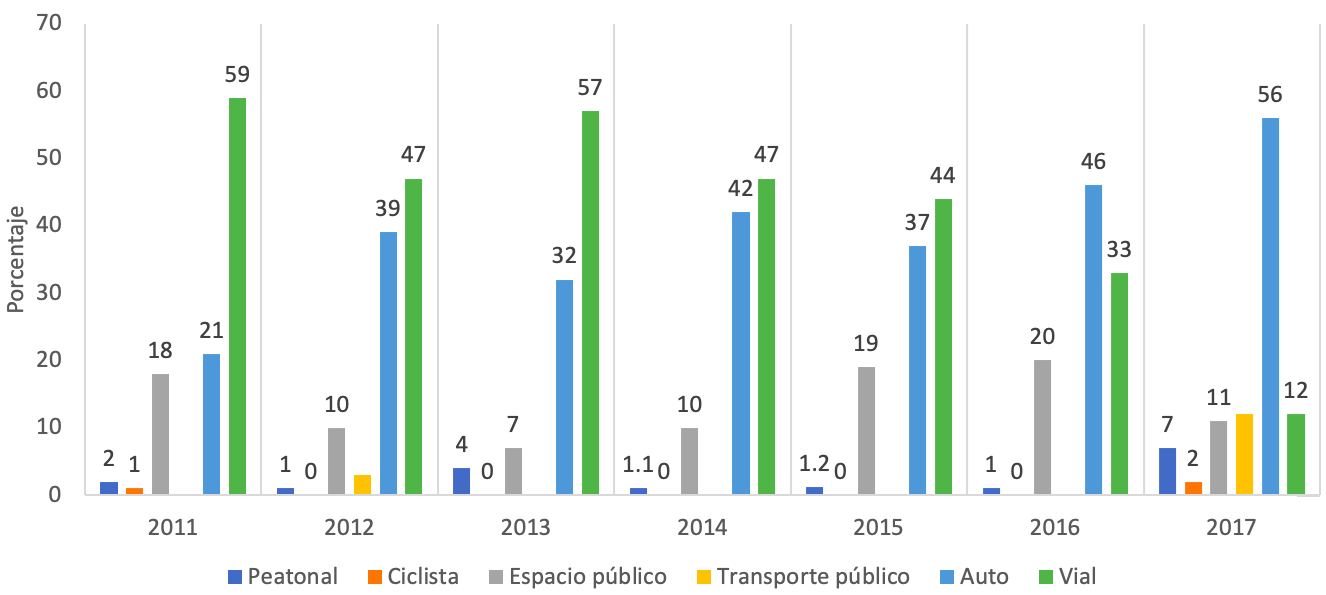 Porcentaje
70
60
50
40
30
20
10
0
2 1 18 21 59
1 0 10 39 47
4 0 7 32 57
1.1 0 10 42 47
1.2 0 19 37 44
1 0 20 46 33
7 2 11 56 12
2011 2012 2013 2014 2015 2016 2017
Peatonal Ciclista Espacio público Transporte público Auto Vial